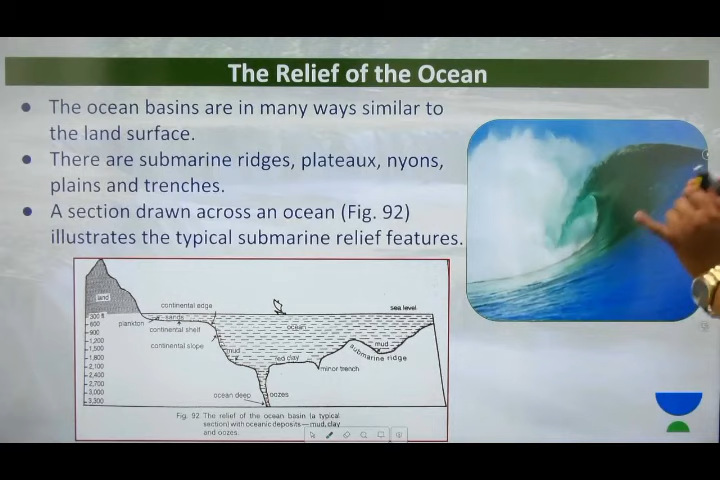 The Relief of the Ocean
● The ocean basins are in many ways similar to
the land surface.
● There are submarine ridges, plateaux, nyons,
plains and trenches.
● A section drawn across an ocean (Fig. 92)
illustrates the typical submarine relief features.
land
continental edge
sea level
300 ft
600
900
1,200
1,500
1,800
2,100
2,400
2,700
3,000
3,300
plankton
sands
continental shelf
ocean
continental slope
mud
red clay
mud
submarine ridge
minor trench
ocean deep
oozes
Fig. 92 The relief of the ocean basin (a typical
section) with oceanic deposits—mud, clay
and oozes.